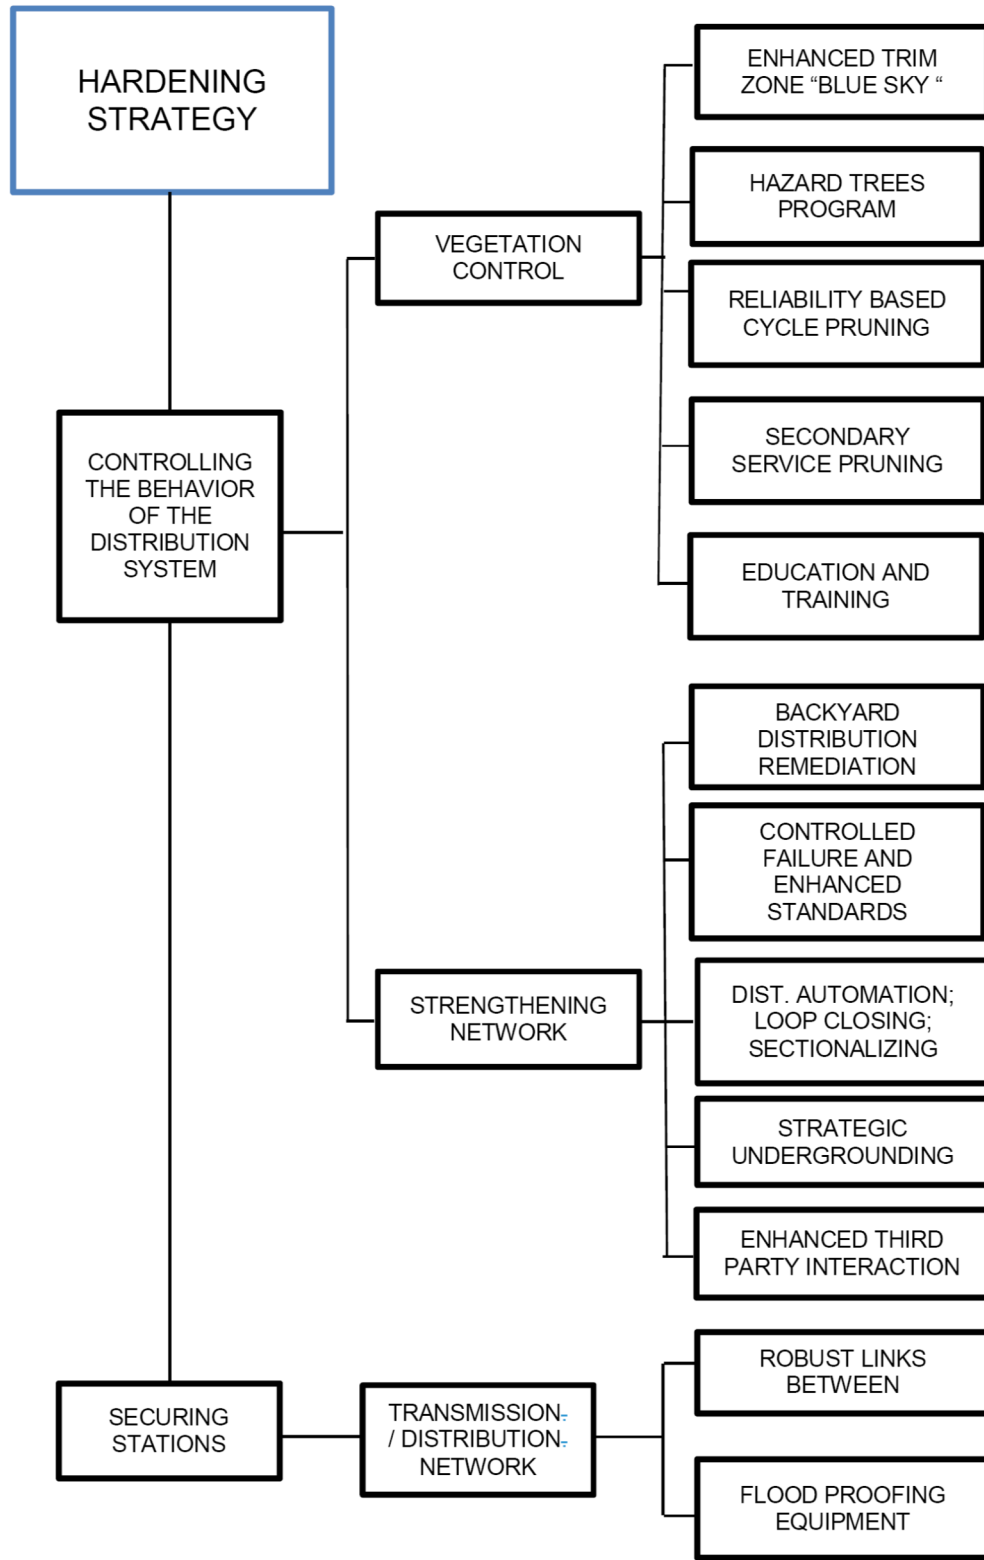 HARDENING
STRATEGY
CONTROLLING
THE BEHAVIOR
OF THE
DISTRIBUTION
SYSTEM
VEGETATION
CONTROL
ENHANCED TRIM
ZONE “BLUE SKY “
HAZARD TREES
PROGRAM
RELIABILITY BASED
CYCLE PRUNING
SECONDARY
SERVICE PRUNING
EDUCATION AND
TRAINING
STRENGTHENING
NETWORK
BACKYARD
DISTRIBUTION
REMEDIATION
CONTROLLED
FAILURE AND
ENHANCED
STANDARDS
DIST. AUTOMATION;
LOOP CLOSING;
SECTIONALIZING
STRATEGIC
UNDERGROUNDING
ENHANCED THIRD
PARTY INTERACTION
SECURING
STATIONS
TRANSMISSION-
/ DISTRIBUTION-
NETWORK
ROBUST LINKS
BETWEEN
FLOOD PROOFING
EQUIPMENT